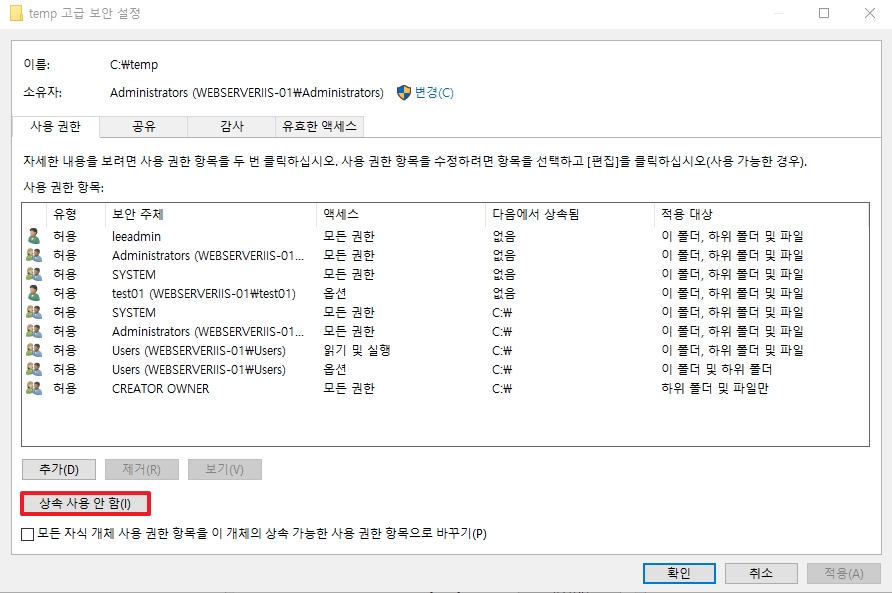 temp 고급 보안 설정
이름: C:₩temp
소유자: Administrators (WEBSERVERIIS-01₩Administrators) 변경(C)
사용 권한 공유 감사 유효한 액세스
자세한 내용을 보려면 사용 권한 항목을 두 번 클릭하십시오. 사용 권한 항목을 수정하려면 항목을 선택하고 [편집]을 클릭하십시오(사용 가능한 경우).
사용 권한 항목:
유형 보안 주체 액세스 다음에서 상속됨 적용 대상
허용 leeadmin 모든 권한 없음 이 폴더, 하위 폴더 및 파일
허용 Administrators (WEBSERVERIIS-01... 모든 권한 없음 이 폴더, 하위 폴더 및 파일
허용 SYSTEM 모든 권한 없음 이 폴더, 하위 폴더 및 파일
허용 test01 (WEBSERVERIIS-01₩test01) 옵션 없음 이 폴더, 하위 폴더 및 파일
허용 SYSTEM 모든 권한 C:₩ 이 폴더, 하위 폴더 및 파일
허용 Administrators (WEBSERVERIIS-01... 모든 권한 C:₩ 이 폴더, 하위 폴더 및 파일
허용 Users (WEBSERVERIIS-01₩Users) 읽기 및 실행 C:₩ 이 폴더, 하위 폴더 및 파일
허용 Users (WEBSERVERIIS-01₩Users) 옵션 C:₩ 이 폴더 및 하위 폴더
허용 CREATOR OWNER 모든 권한 C:₩ 하위 폴더 및 파일만
추가(D) 제거(R) 보기(V)
상속 사용 안 함(I)
모든 자식 개체 사용 권한 항목을 이 개체의 상속 가능한 사용 권한 항목으로 바꾸기(P)
확인 취소 적용(A)